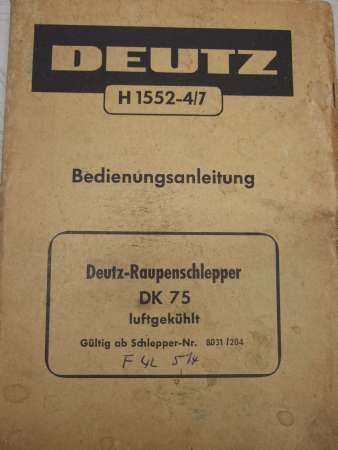 DEUTZ
H 1552-4/7
Bedienungsanleitung
Deutz-Raupenschlepper
DK 75
luftgekühlt
Gültig ab Schlepper-Nr. 8031/204
F 4L 514